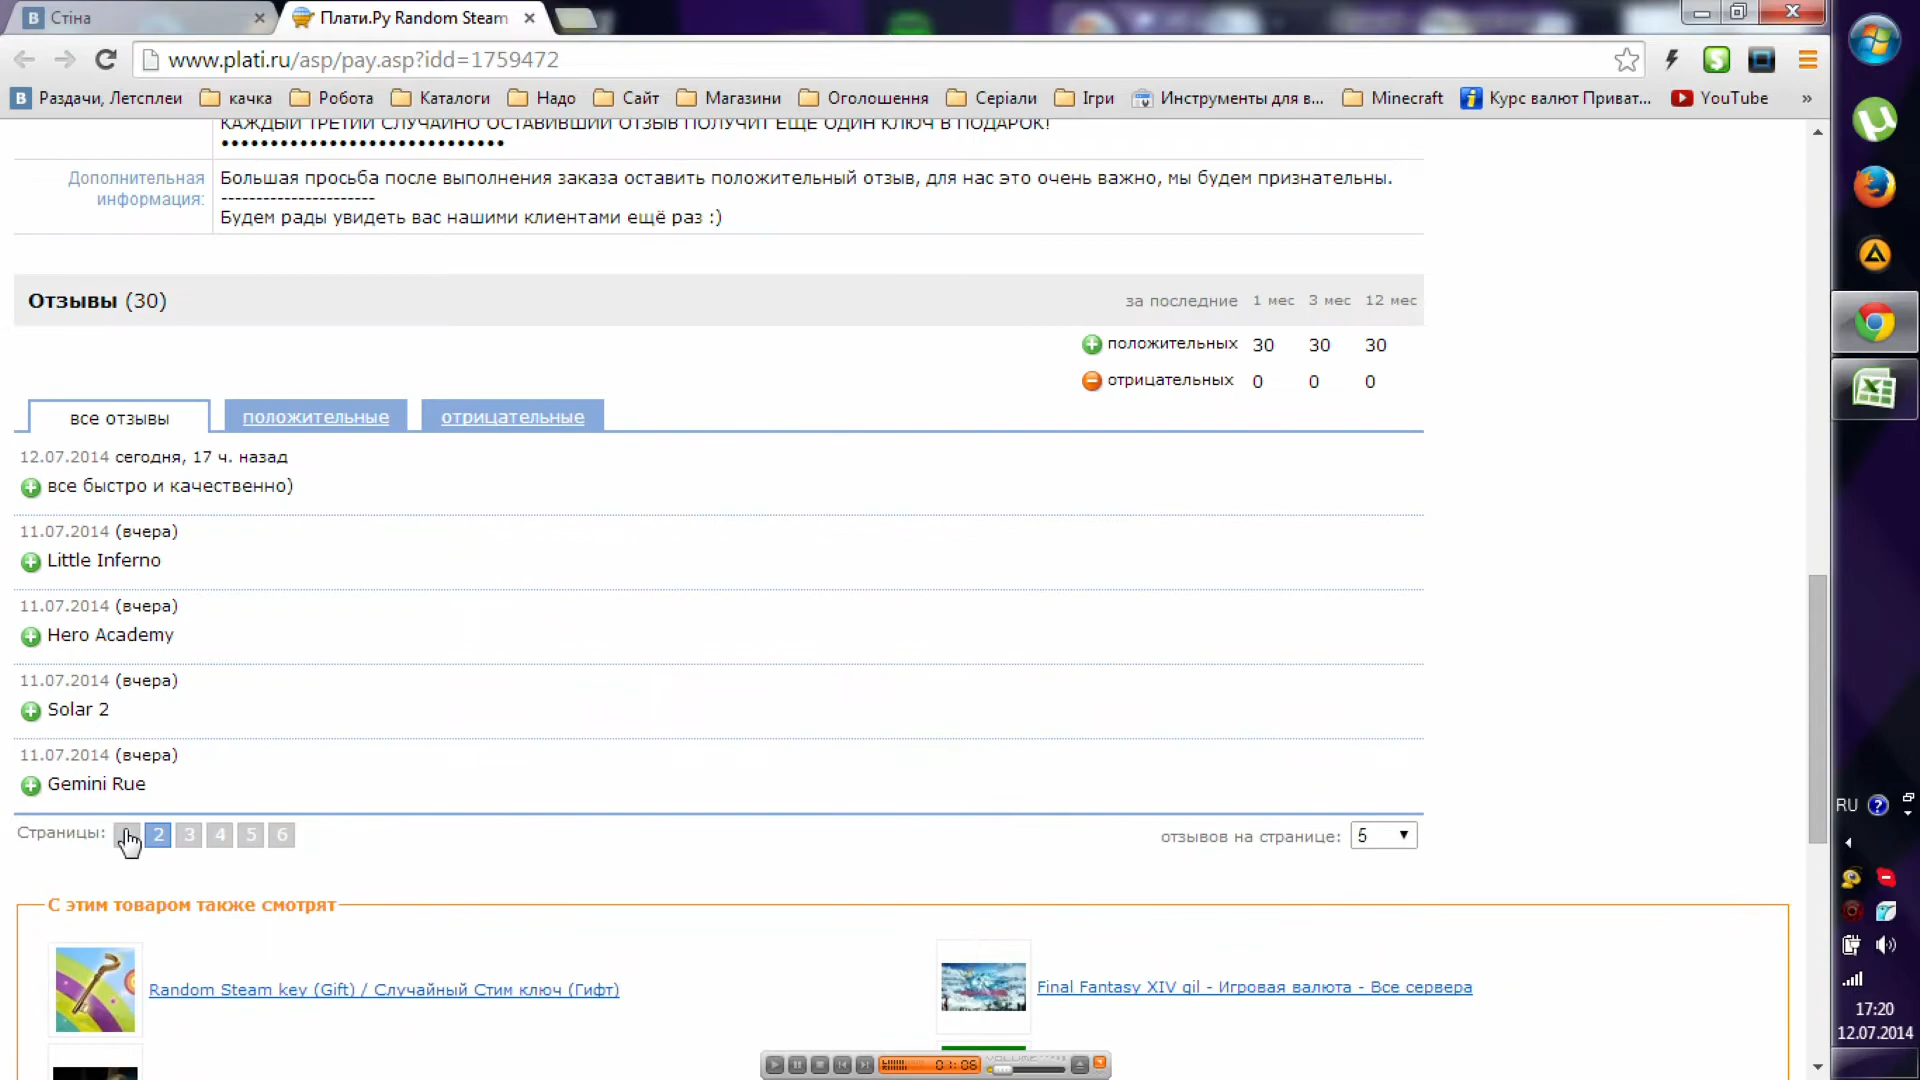 Стіна
Плати.Ру Random Steam
www.plati.ru/asp/pay.asp?idd=1759472
Раздачи, Летсплеи
качка
Робота
Каталоги
Надо
Сайт
Магазини
Оголошення
Серіали
Ігри
Инструменты для в...
Minecraft
Курс валют Приват...
YouTube
»
КАЖДЫЙ ТРЕТИЙ СЛУЧАЙНО ОСТАВИВШИЙ ОТЗЫВ ПОЛУЧИТ ЕЩЕ ОДИН КЛЮЧ В ПОДАРОК!
•••••••••••••••••••••••••••••
Дополнительная
информация:
Большая просьба после выполнения заказа оставить положительный отзыв, для нас это очень важно, мы будем признательны.
----------------------
Будем рады увидеть вас нашими клиентами ещё раз :)
Отзывы (30)
за последние 1 мес 3 мес 12 мес
положительных 30 30 30
отрицательных 0 0 0
все отзывы
положительные
отрицательные
12.07.2014 сегодня, 17 ч. назад
все быстро и качественно)
11.07.2014 (вчера)
Little Inferno
11.07.2014 (вчера)
Hero Academy
11.07.2014 (вчера)
Solar 2
11.07.2014 (вчера)
Gemini Rue
Страницы: 2 3 4 5 6
отзывов на странице: 5
С этим товаром также смотрят
Random Steam key (Gift) / Случайный Стим ключ (Гифт)
Final Fantasy XIV gil - Игровая валюта - Все сервера
VOLUME
RU
17:20
12.07.2014